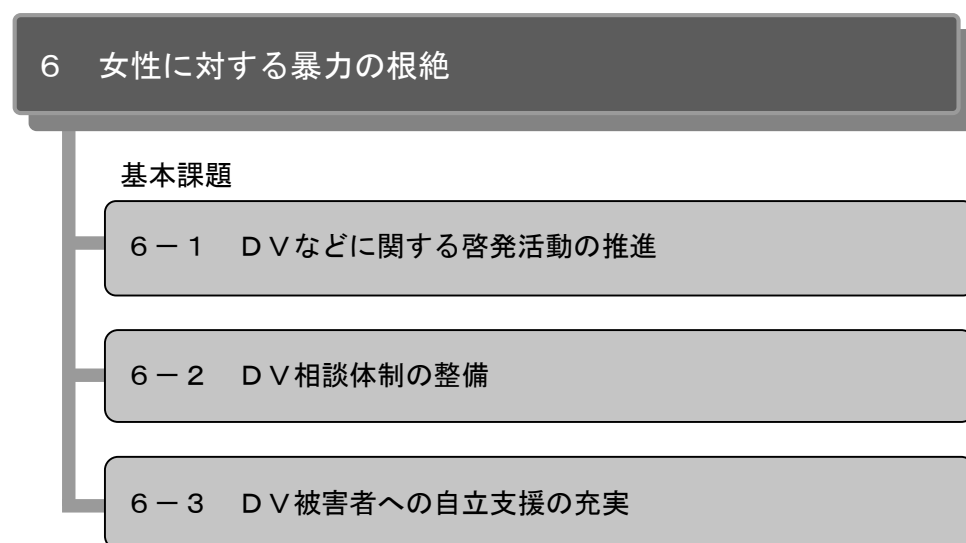 ６　女性に対する暴力の根絶
基本課題
６－１　ＤＶなどに関する啓発活動の推進
６－２　ＤＶ相談体制の整備
６－３　ＤＶ被害者への自立支援の充実